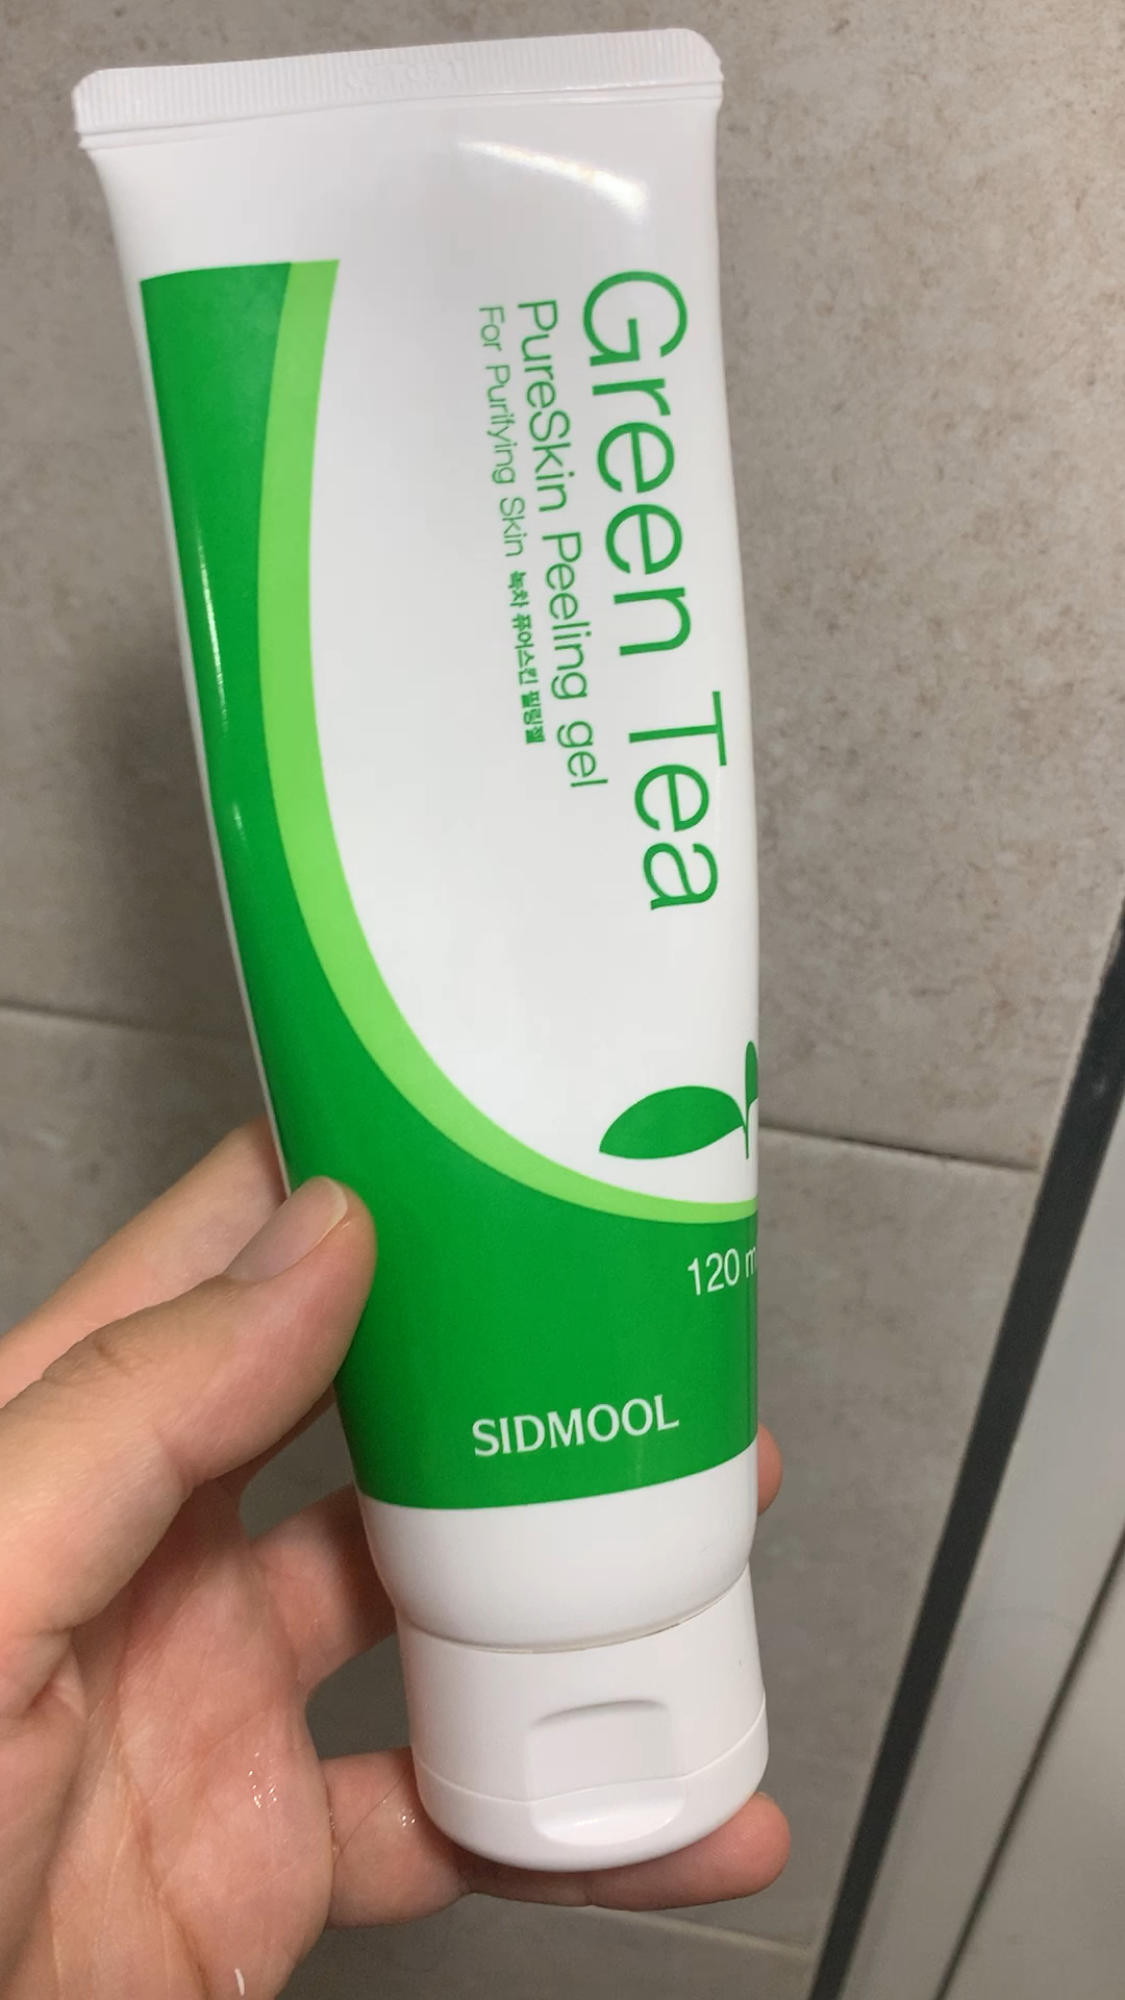 Green Tea
PureSkin Peeling gel
For Purifying Skin 녹차 퓨어스킨 필링젤
120 m
SIDMOOL